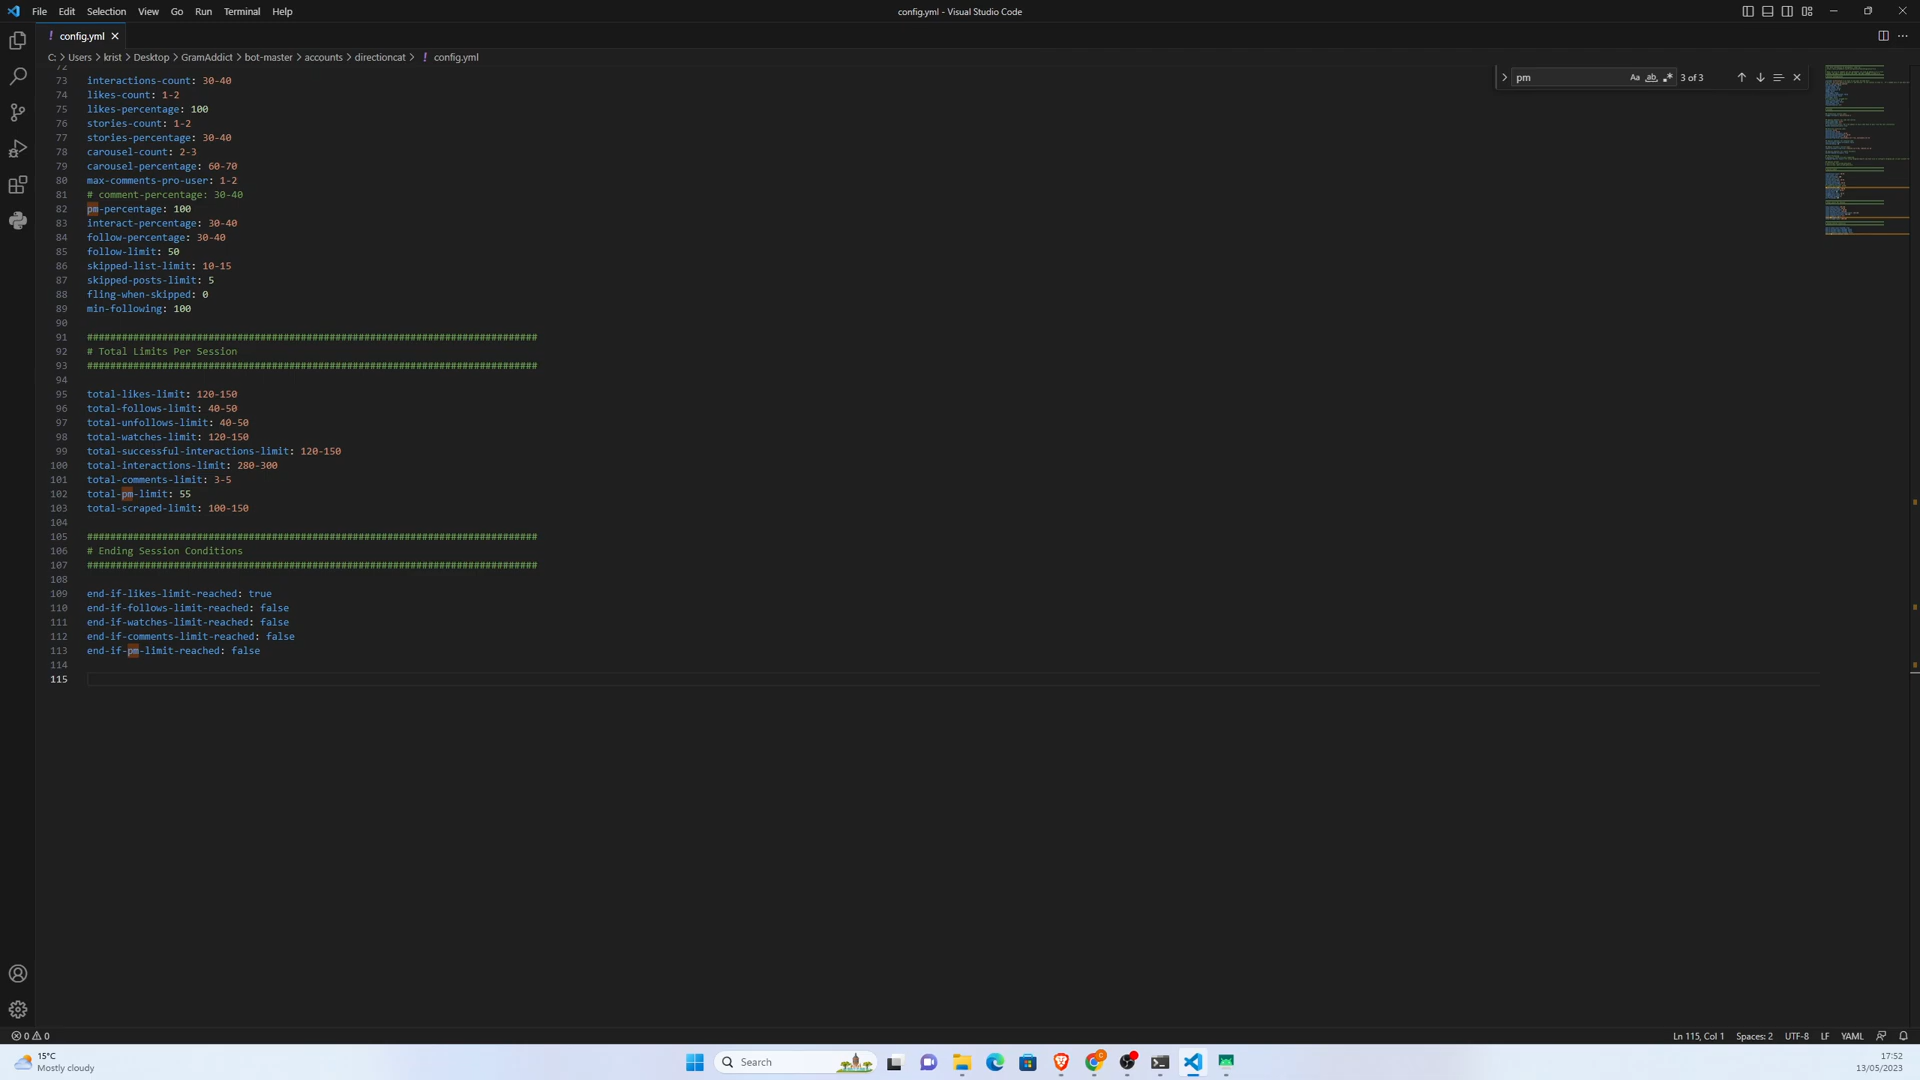 File Edit Selection View Go Run Terminal Help
config.yml - Visual Studio Code
! config.yml
C: > Users > krist > Desktop > GramAddict > bot-master > accounts > directioncat > ! config.yml
pm
Aa ab .* 3 of 3
72
73 interactions-count: 30-40
74 likes-count: 1-2
75 likes-percentage: 100
76 stories-count: 1-2
77 stories-percentage: 30-40
78 carousel-count: 2-3
79 carousel-percentage: 60-70
80 max-comments-pro-user: 1-2
81 # comment-percentage: 30-40
82 pm-percentage: 100
83 interact-percentage: 30-40
84 follow-percentage: 30-40
85 follow-limit: 50
86 skipped-list-limit: 10-15
87 skipped-posts-limit: 5
88 fling-when-skipped: 0
89 min-following: 100
90
91 ##############################################################################
92 # Total Limits Per Session
93 ##############################################################################
94
95 total-likes-limit: 120-150
96 total-follows-limit: 40-50
97 total-unfollows-limit: 40-50
98 total-watches-limit: 120-150
99 total-successful-interactions-limit: 120-150
100 total-interactions-limit: 280-300
101 total-comments-limit: 3-5
102 total-pm-limit: 55
103 total-scraped-limit: 100-150
104
105 ##############################################################################
106 # Ending Session Conditions
107 ##############################################################################
108
109 end-if-likes-limit-reached: true
110 end-if-follows-limit-reached: false
111 end-if-watches-limit-reached: false
112 end-if-comments-limit-reached: false
113 end-if-pm-limit-reached: false
114
115
0 0
Ln 115, Col 1 Spaces: 2 UTF-8 LF YAML
15°C
Mostly cloudy
Search
17:52
13/05/2023